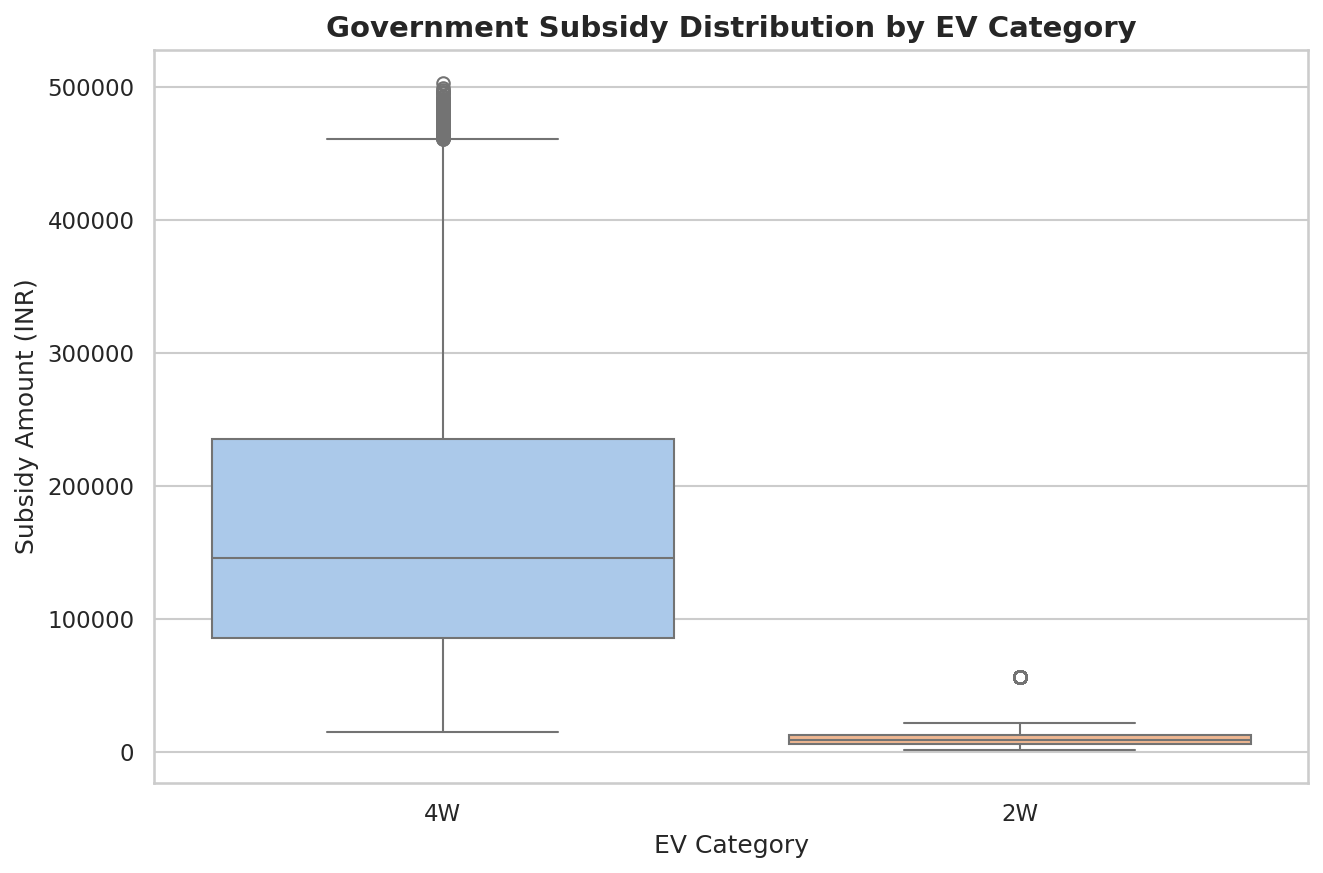 Government Subsidy Distribution by EV Category
Subsidy Amount (INR)
500000
400000
300000
200000
100000
0
4W
2W
EV Category